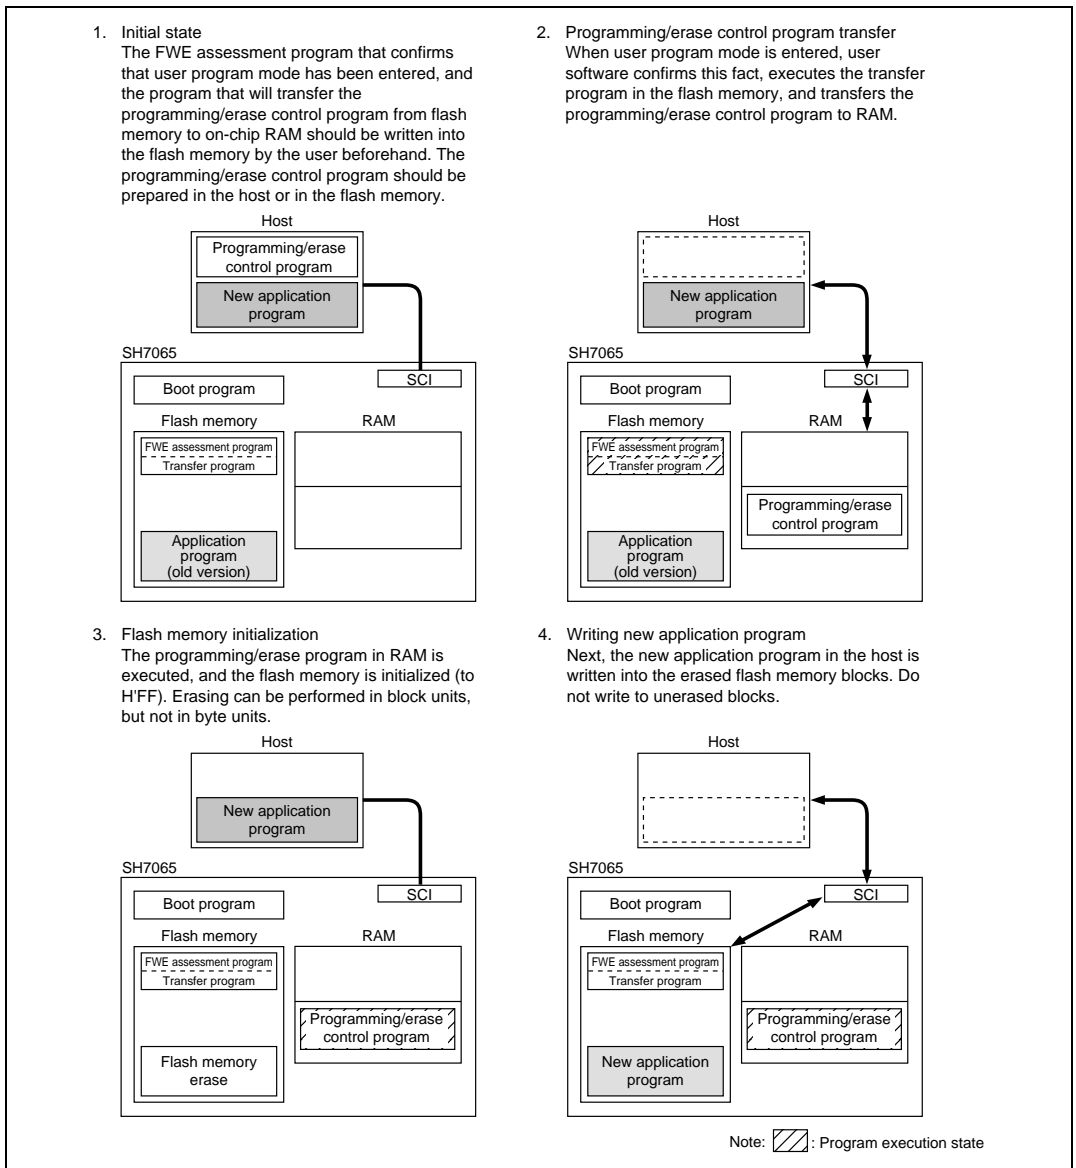 1. Initial state
The FWE assessment program that confirms
that user program mode has been entered, and
the program that will transfer the
programming/erase control program from flash
memory to on-chip RAM should be written into
the flash memory by the user beforehand. The
programming/erase control program should be
prepared in the host or in the flash memory.
Host
Programming/erase
control program
New application
program
SH7065
SCI
Boot program
Flash memory
RAM
FWE assessment program
Transfer program
Application
program
(old version)
2. Programming/erase control program transfer
When user program mode is entered, user
software confirms this fact, executes the transfer
program in the flash memory, and transfers the
programming/erase control program to RAM.
Host
New application
program
SH7065
SCI
Boot program
Flash memory
RAM
FWE assessment program
Transfer program
Programming/erase
control program
Application
program
(old version)
3. Flash memory initialization
The programming/erase program in RAM is
executed, and the flash memory is initialized (to
H'FF). Erasing can be performed in block units,
but not in byte units.
Host
New application
program
SH7065
SCI
Boot program
Flash memory
RAM
FWE assessment program
Transfer program
Programming/erase
control program
Flash memory
erase
4. Writing new application program
Next, the new application program in the host is
written into the erased flash memory blocks. Do
not write to unerased blocks.
Host
SH7065
SCI
Boot program
Flash memory
RAM
FWE assessment program
Transfer program
Programming/erase
control program
New application
program
Note: : Program execution state